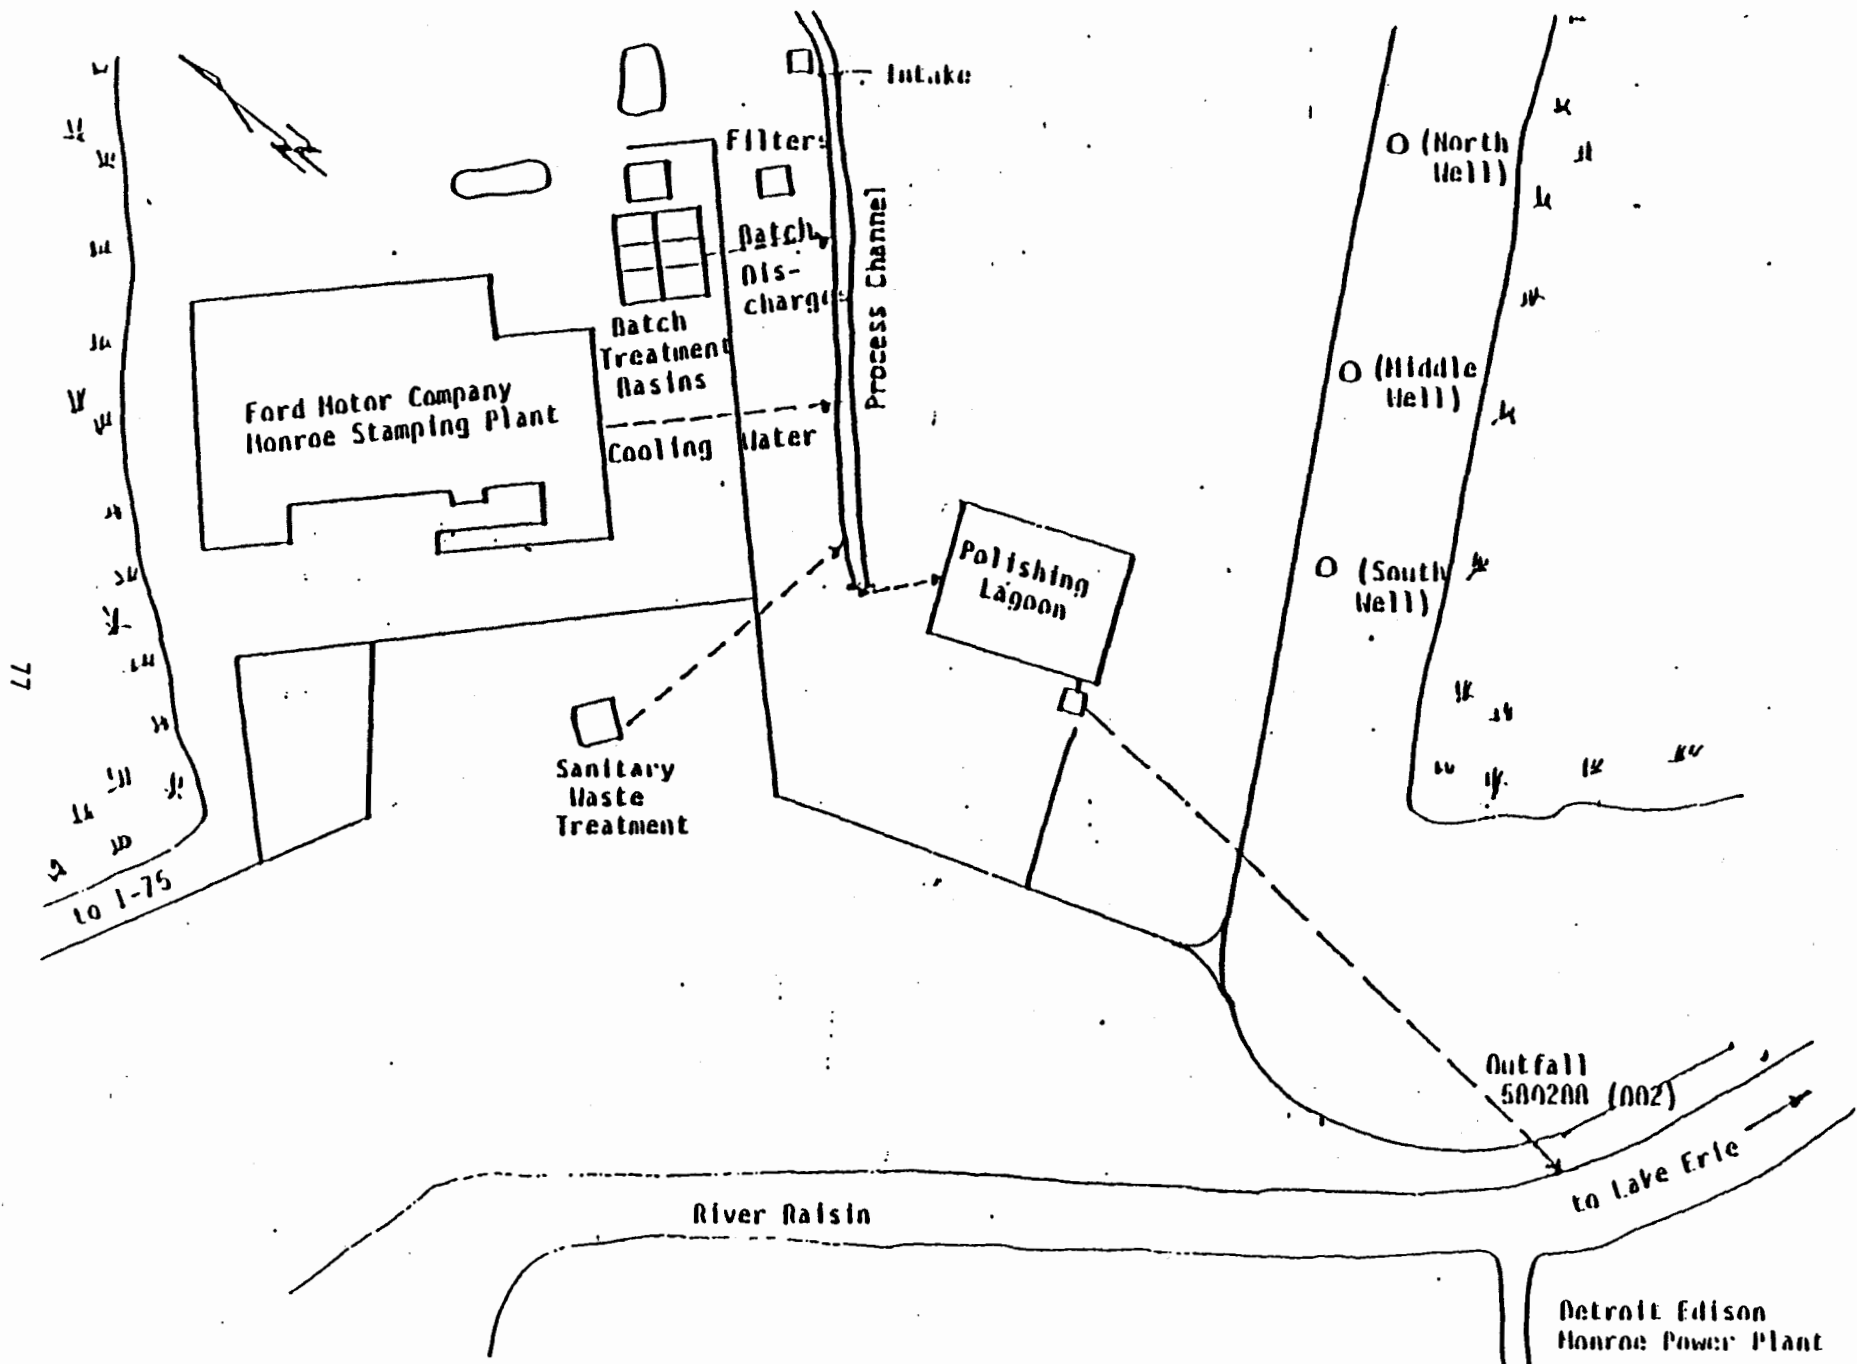 Intake
Filters
(North
Well)
Process Channel
Batch
Dis-
charge
Batch
Treatment
Basins
(Middle
Well)
Ford Motor Company
Monroe Stamping Plant
Cooling Water
Polishing
Lagoon
(South
Well)
77
Sanitary
Waste
Treatment
to I-75
Outfall
580288 (002)
to Lake Erie
River Raisin
Detroit Edison
Monroe Power Plant